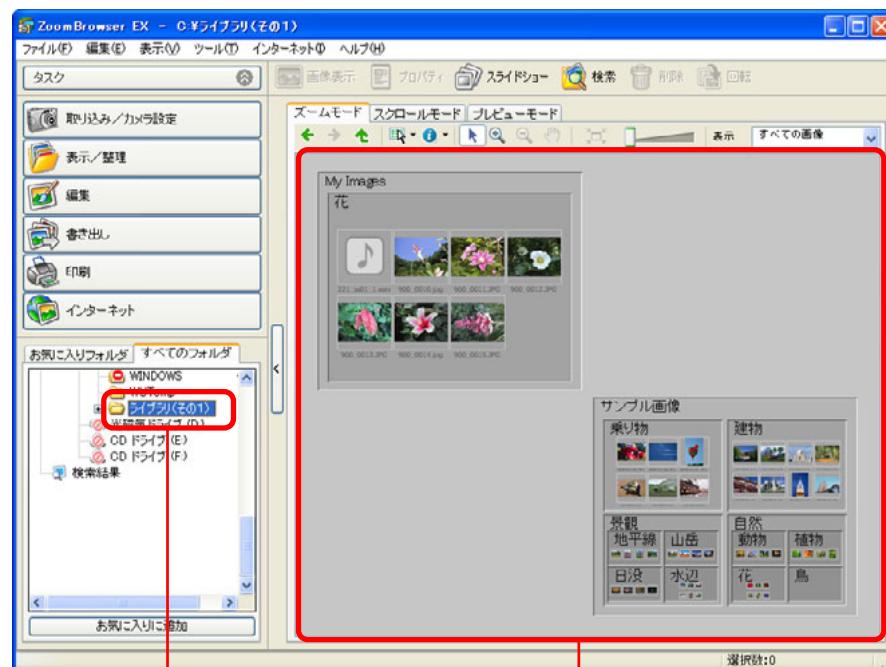 ZoomBrowser EX - C:¥ライブラリ(その1)
ファイル(F) 編集(E) 表示(V) ツール(T) インターネット(I) ヘルプ(H)
タスク
画像表示 プロパティ スライドショー 検索 削除 回転
取り込み/カメラ設定
表示/整理
編集
書き出し
印刷
インターネット
ズームモード スクロールモード プレビューモード
表示 すべての画像
My Images
花
900_0010.jpg 900_0011.JPG 900_0012.JPG
900_0013.JPG 900_0014.jpg 900_0015.JPG
お気に入りフォルダ すべてのフォルダ
WINDOWS
WUTemp
ライブラリ(その1)
光磁気ドライブ (D:)
CD ドライブ (E)
CD ドライブ (F)
検索結果
お気に入りに追加
サンプル画像
乗り物 建物
景観 自然
地平線 山岳 動物 植物
日没 水辺 花 鳥
選択数:0